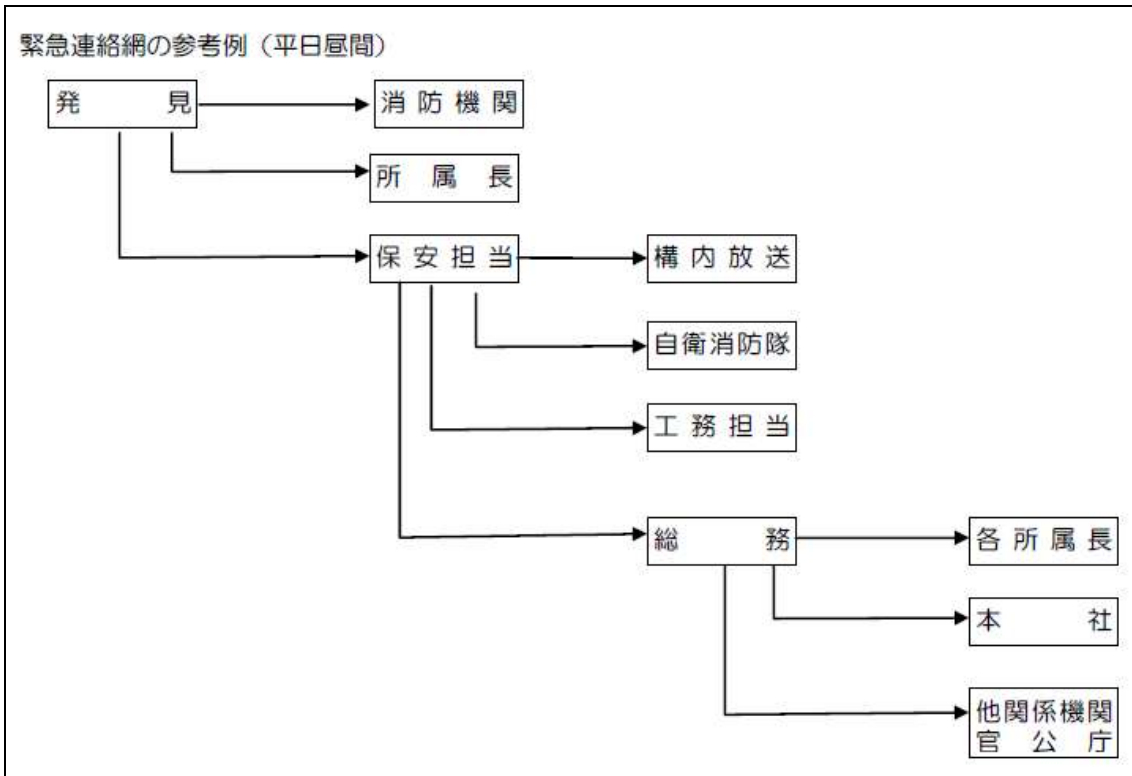 緊急連絡網の参考例（平日昼間）
発見
消防機関
所属長
保安担当
構内放送
自衛消防隊
工務担当
総務
各所属長
本社
他関係機関
官公庁